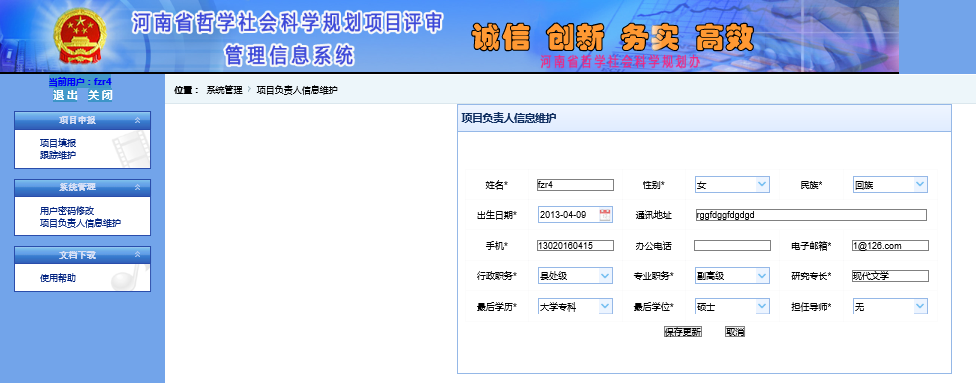 河南省哲学社会科学规划项目评审
管理信息系统
诚信 创新 务实 高效
河南省哲学社会科学规划办
当前用户：fzr4
退出 关闭
位置： 系统管理 › 项目负责人信息维护
项目申报
项目填报
跟踪维护
系统管理
用户密码修改
项目负责人信息维护
文档下载
使用帮助
项目负责人信息维护
姓名* fzr4 性别* 女 民族* 回族
出生日期* 2013-04-09 通讯地址 rggfdggfdgdgd
手机* 13020160415 办公电话 电子邮箱* 1@126.com
行政职务* 县处级 专业职务* 副高级 研究专长* 现代文学
最后学历* 大学专科 最后学位* 硕士 担任导师* 无
保存更新 取消